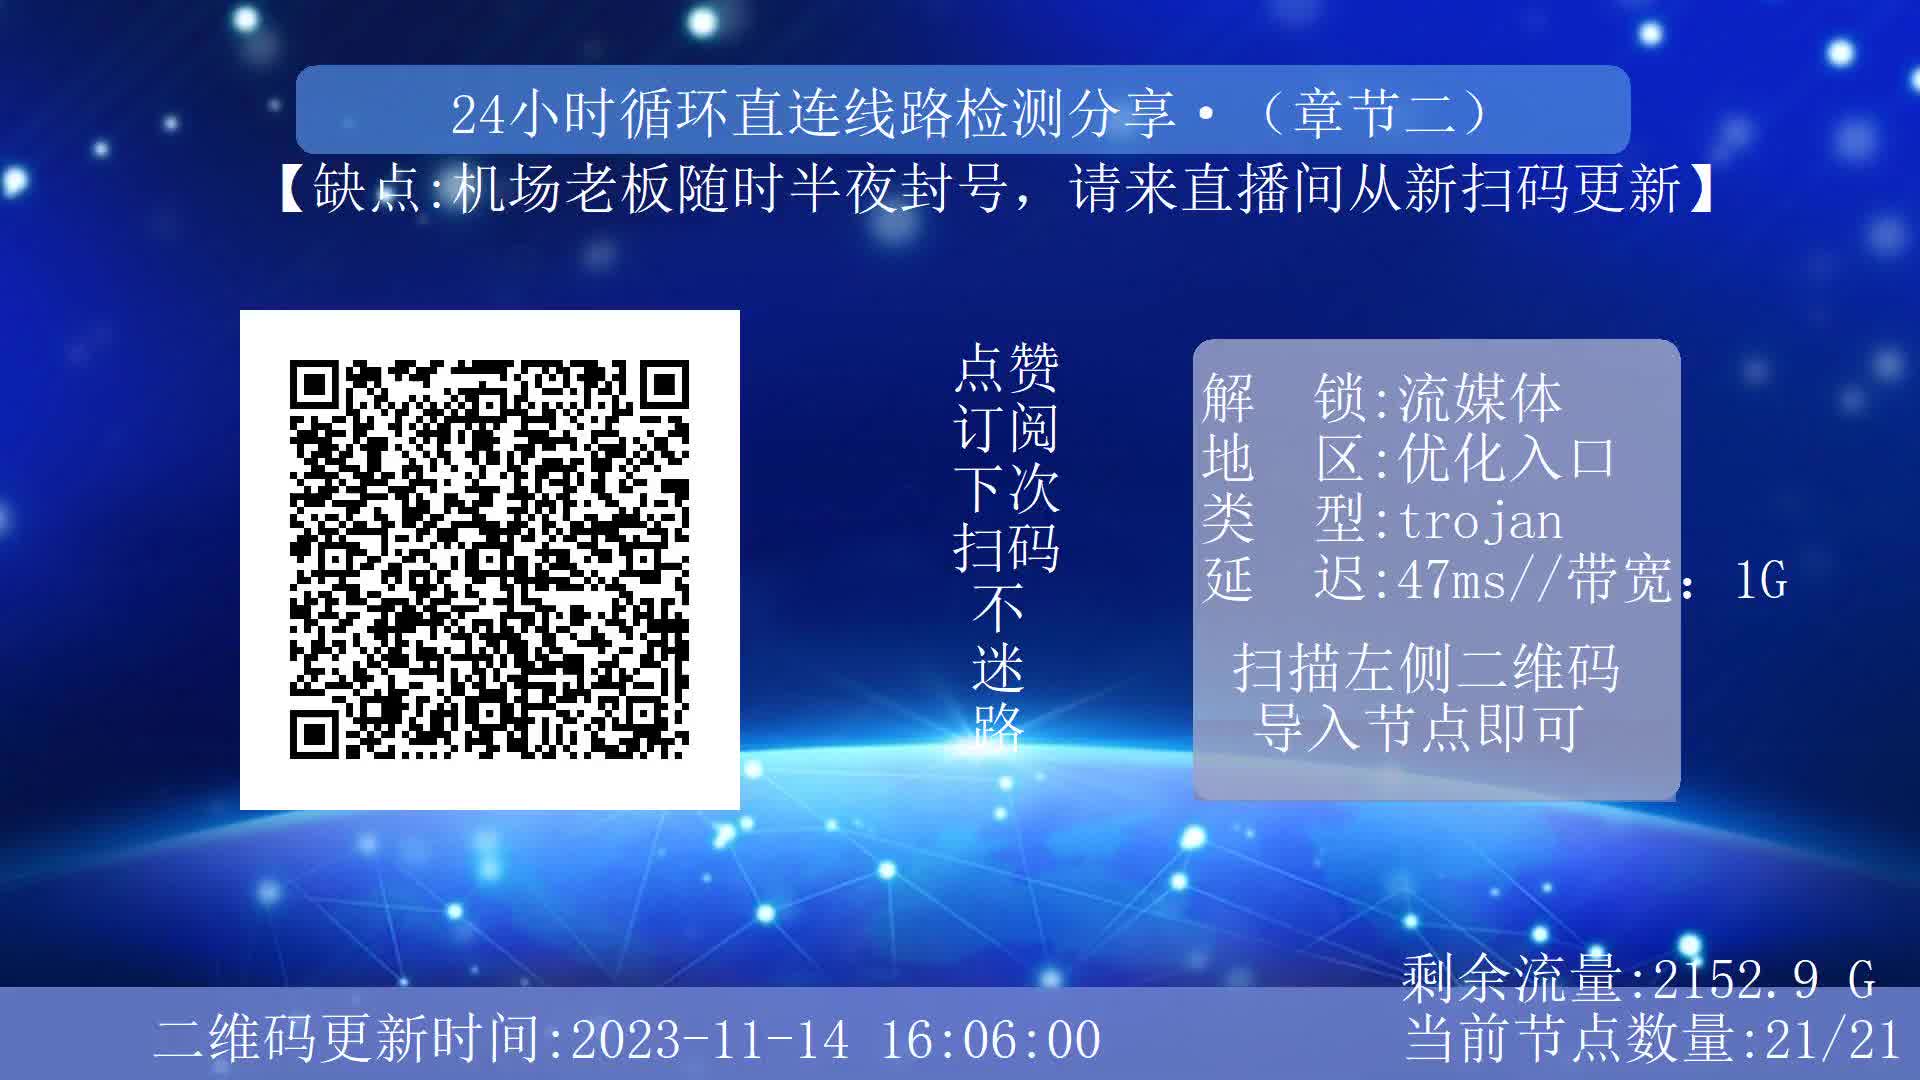 24小时循环直连线路检测分享·（章节二）
【缺点:机场老板随时半夜封号，请来直播间从新扫码更新】
点赞
订阅
下次
扫码
不
迷
路
解 锁:流媒体
地 区:优化入口
类 型:trojan
延 迟:47ms//带宽：1G
扫描左侧二维码
导入节点即可
剩余流量:2152.9 G
当前节点数量:21/21
二维码更新时间:2023-11-14 16:06:00